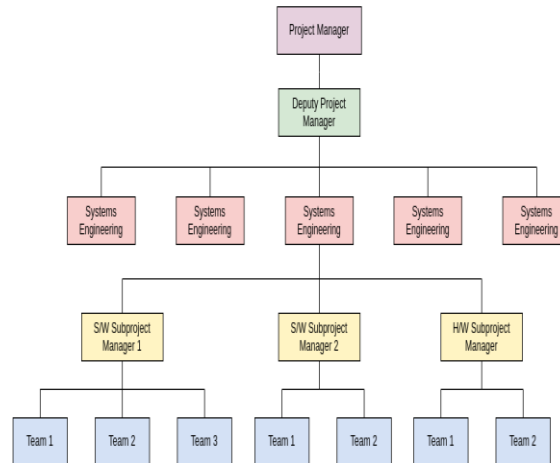 Project Manager
Deputy Project
Manager
Systems
Engineering
Systems
Engineering
Systems
Engineering
Systems
Engineering
Systems
Engineering
S/W Subproject
Manager 1
S/W Subproject
Manager 2
H/W Subproject
Manager
Team 1
Team 2
Team 3
Team 1
Team 2
Team 1
Team 2